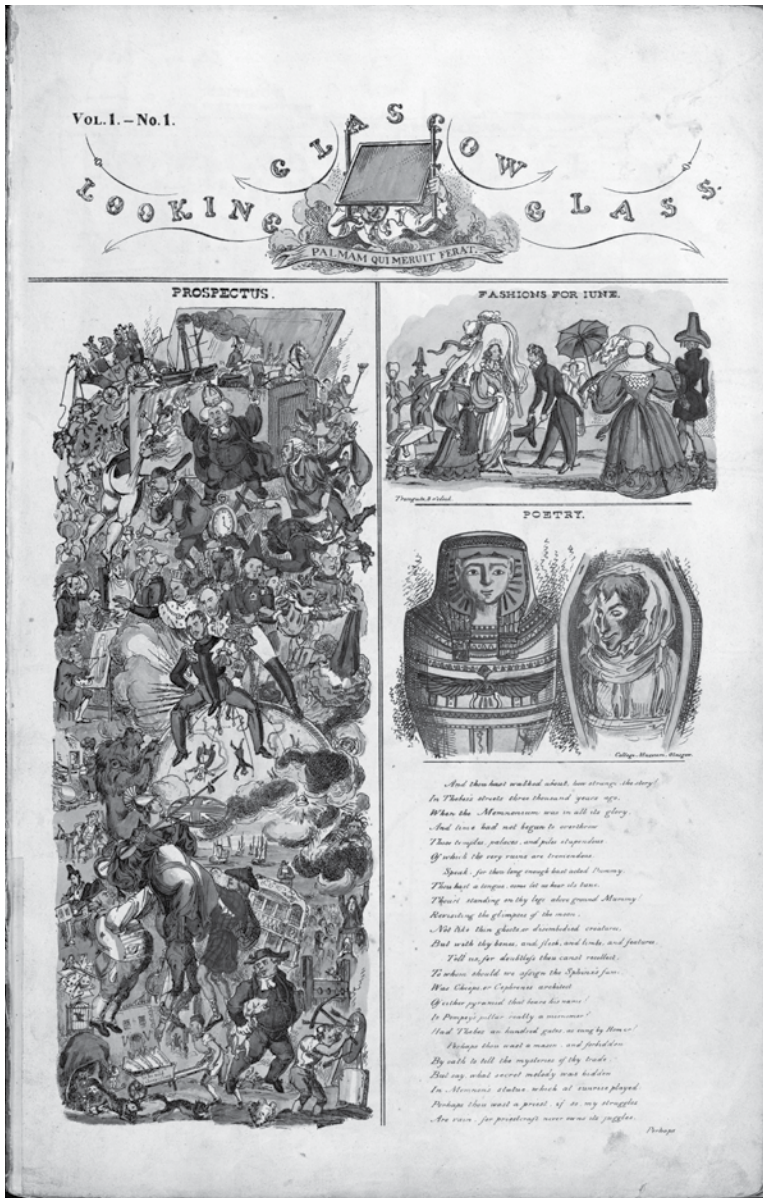 VOL. 1. – No. 1.
GLASGOW
LOOKING GLASS.
PALMAM QUI MERUIT FERAT.
PROSPECTUS.
FASHIONS FOR IUNE.
POETRY.
College Museum Glasgow
And thou hast walked about, how strange the story!
In Thebes's streets three thousand years ago,
When the Memnonium was in all its glory,
And time had not begun to overthrow
Those temples, palaces, and piles stupendous
Of which the very ruins are tremendous.
Speak, for thou long enough hast acted Dummy,
Thou hast a tongue, come let us hear its tune,
Thou'rt standing on thy legs above ground Mummy!
Revisiting the glimpses of the moon,
Not like thin ghosts or disembodied creatures,
But with thy bones, and flesh, and limbs, and features.
Tell us, for doubtless thou canst recollect,
To whom should we assign the Sphinx's fame,
Was Cheops or Cephrenes architect
Of either pyramid that bears his name!
Is Pompey's pillar really a misnomer!
Had Thebes an hundred gates, as sung by Homer!
Perhaps thou wast a mason, and forbidden
By oath to tell the mysteries of thy trade,
But say, what secret melody was hidden
In Memnon's statue, which at sunrise played.
Perhaps thou wast a priest, if so, my struggles
Are vain, for priestcraft never owns its juggles.
Perhaps